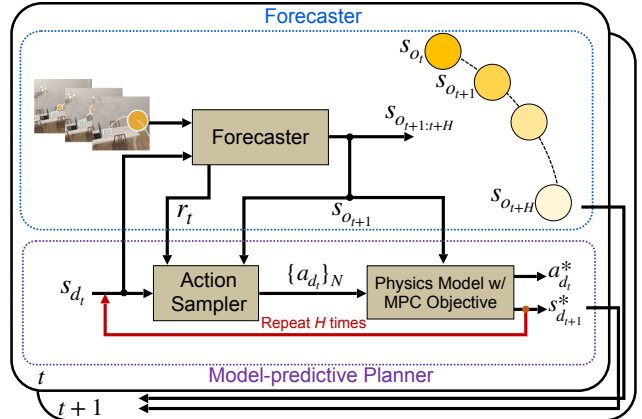 Forecaster
s_{o_t}
s_{o_{t+1}}
Forecaster
s_{o_{t+1:t+H}}
s_{o_{t+H}}
r_t
s_{o_{t+1}}
s_{d_t}
Action
Sampler
{a_{d_t}}_N
Physics Model w/
MPC Objective
a^*_{d_t}
s^*_{d_{t+1}}
Repeat H times
t
Model-predictive Planner
t + 1